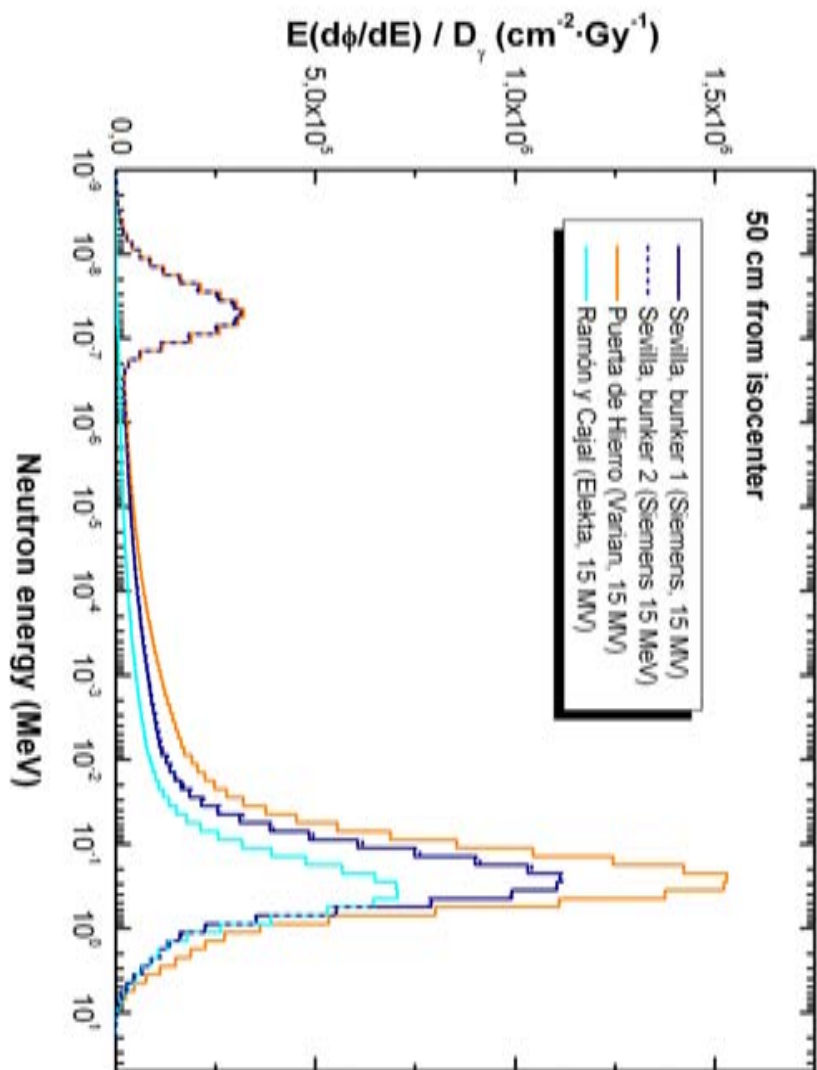 E(dϕ/dE) / Dᵧ (cm⁻²·Gy⁻¹)
1,5x10⁶
1,0x10⁶
5,0x10⁵
0,0
50 cm from isocenter
Sevilla, bunker 1 (Siemens, 15 MV)
Sevilla, bunker 2 (Siemens 15 MeV)
Puerta de Hierro (Varian, 15 MV)
Ramón y Cajal (Elekta, 15 MV)
10⁻⁹ 10⁻⁸ 10⁻⁷ 10⁻⁶ 10⁻⁵ 10⁻⁴ 10⁻³ 10⁻² 10⁻¹ 10⁰ 10¹
Neutron energy (MeV)